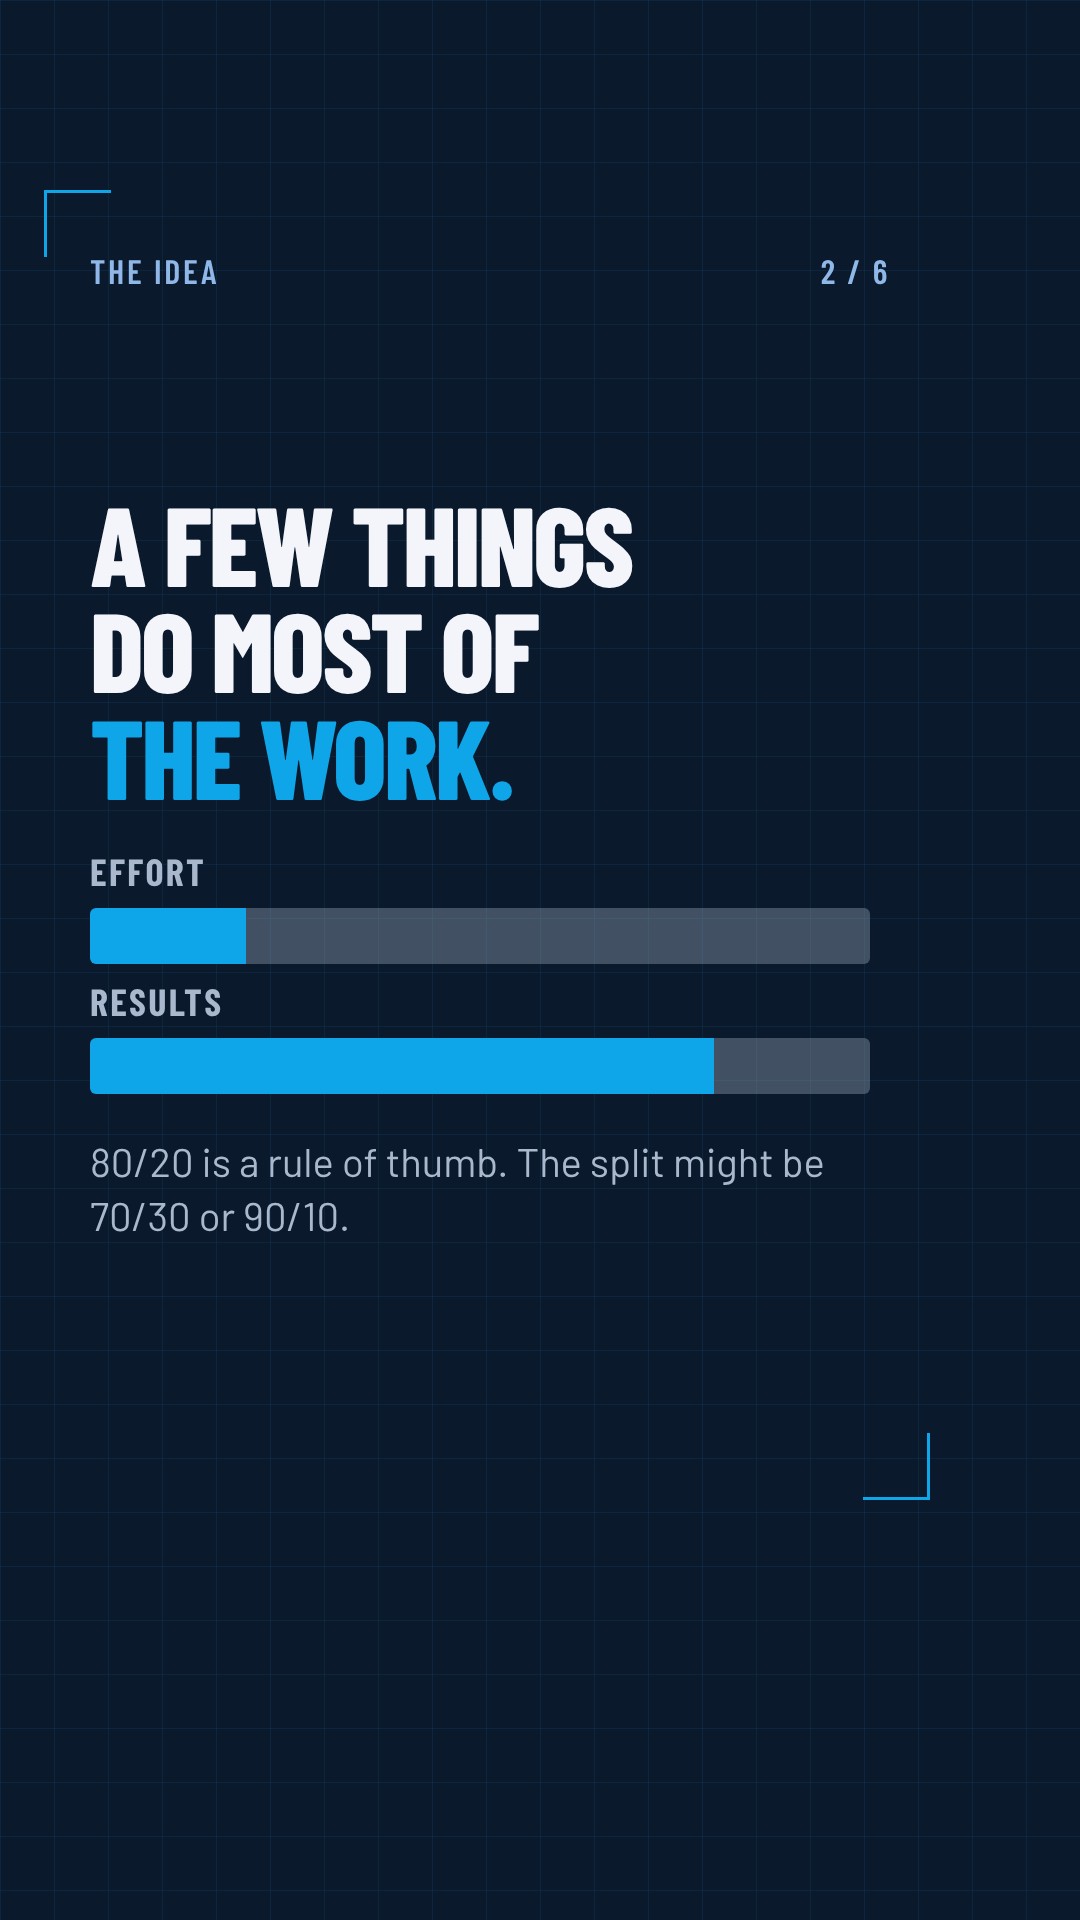 THE IDEA
2 / 6
A FEW THINGS
DO MOST OF
THE WORK.
EFFORT
RESULTS
80/20 is a rule of thumb. The split might be
70/30 or 90/10.